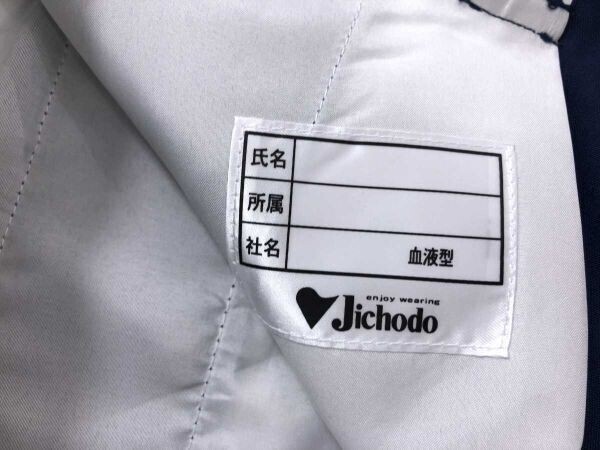 氏名
所属
社名 血液型
enjoy wearing
Jichodo